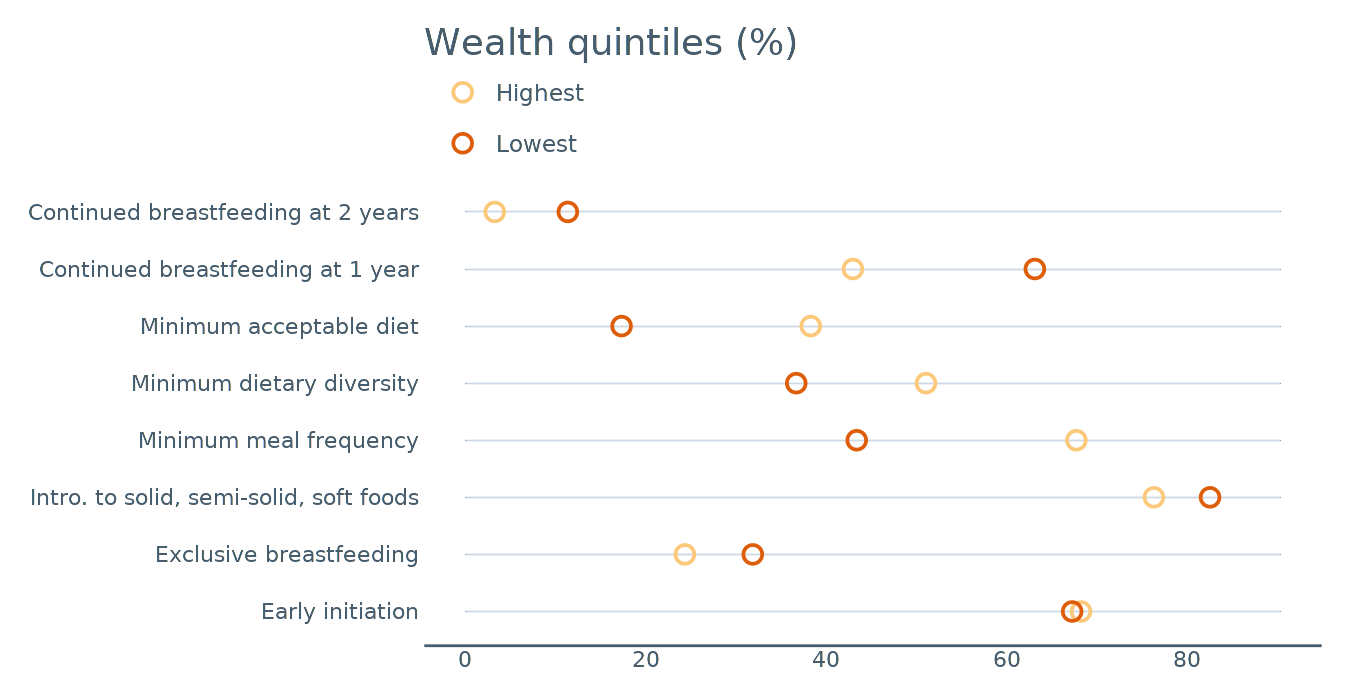 Wealth quintiles (%)
Highest
Lowest
Continued breastfeeding at 2 years
Continued breastfeeding at 1 year
Minimum acceptable diet
Minimum dietary diversity
Minimum meal frequency
Intro. to solid, semi-solid, soft foods
Exclusive breastfeeding
Early initiation
0 20 40 60 80